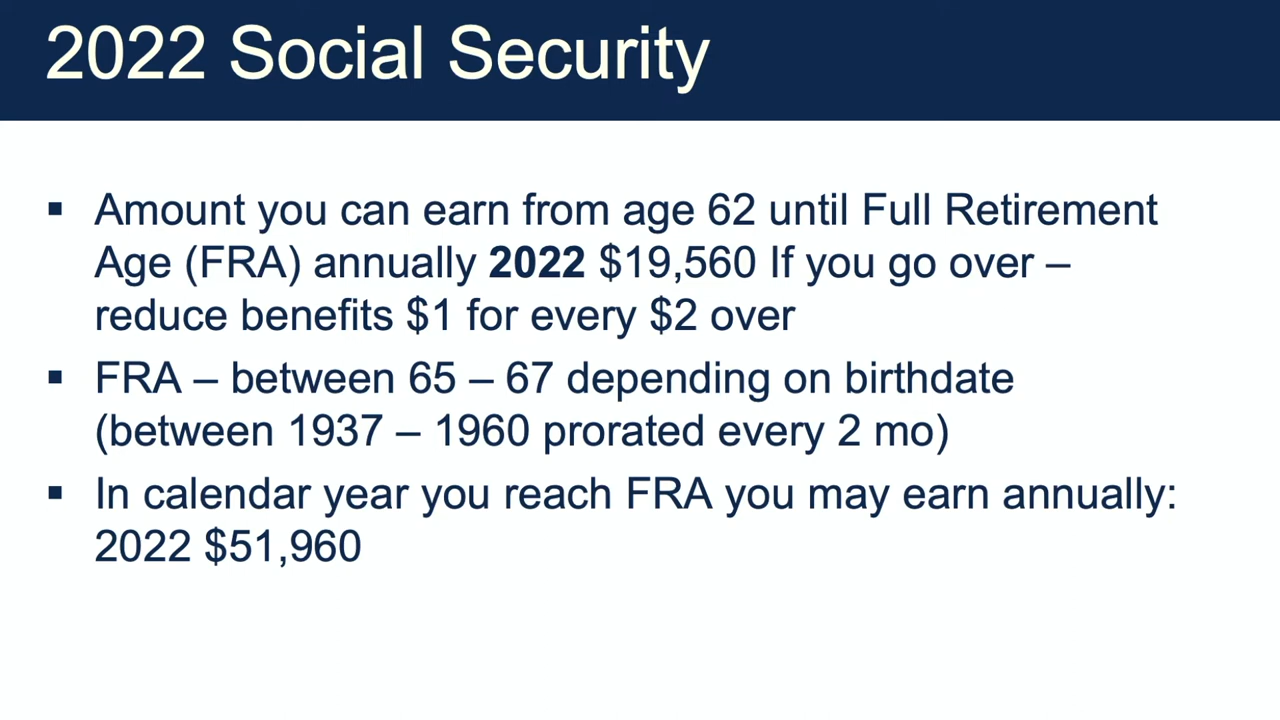 2022 Social Security
▪ Amount you can earn from age 62 until Full Retirement
Age (FRA) annually 2022 $19,560 If you go over –
reduce benefits $1 for every $2 over
▪ FRA – between 65 – 67 depending on birthdate
(between 1937 – 1960 prorated every 2 mo)
▪ In calendar year you reach FRA you may earn annually:
2022 $51,960